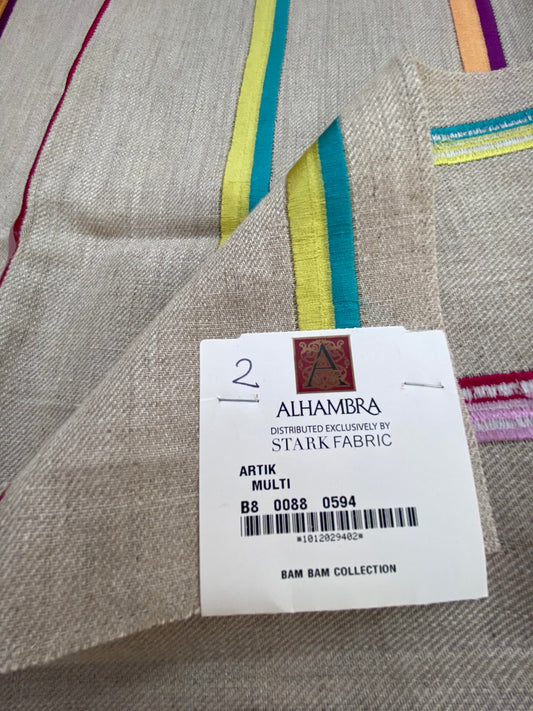 2
A
ALHAMBRA
DISTRIBUTED EXCLUSIVELY BY
STARK FABRIC
ARTIK
MULTI
B8 0088 0594
*1012029402*
BAM BAM COLLECTION